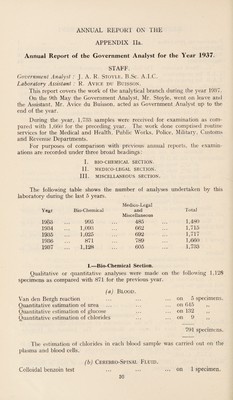 ANNUAL REPORT ON THE
APPENDIX IIa.
Annual Report of the Government Analyst for the Year 1937.
STAFF.
Government Analyst : J. A. R. STOYLE, B.Sc. A.I.C.
Laboratory Assistant : R. AVICE DU BUISSON.
This report covers the work of the analytical branch during the year 1937.
On the 9th May the Government Analyst, Mr. Stoyle, went on leave and
the Assistant, Mr. Avice du Buisson, acted as Government Analyst up to the
end of the year.
During the year, 1,733 samples were received for examination as com-
pared with 1,660 for the preceding year. The work done comprised routine
services for the Medical and Health, Public Works, Police, Military, Customs
and Revenue Departments.
For purposes of comparison with previous annual reports, the examin-
ations are recorded under three broad headings:
I. BIO-CHEMICAL SECTION.
II. MEDICO-LEGAL SECTION.
III. MISCELLANEOUS SECTION.
The following table shows the number of analyses undertaken by this
laboratory during the last 5 years.
Year Bio-Chemical Medico-Legal and Miscellaneous Total
1933 ... 995 ... 485 ... 1,480
1934 ... 1,093 ... 662 ... 1,715
1935 ... 1,025 ... 692 ... 1,717
1936 ... 871 ... 789 ... 1,660
1937 ... 1,128 ... 605 ... 1,733
I.—Bio-Chemical Section.
Qualitative or quantitative analyses were made on the following 1,128
specimens as compared with 871 for the previous year.
(a) BLOOD.
Van den Bergh reaction ... ... ... on 5 specimens.
Quantitative estimation of urea ... ... ... on 645 ,,
Quantitative estimation of glucose ... ... on 132 ,,
Quantitative estimation of chlorides ... ... on 9 ,,
791 specimens.
The estimation of chlorides in each blood sample was carried out on the
plasma and blood cells.
(b) CEREBRO-SPINAL FLUID.
Colloidal benzoin test ... ... ... on 1 specimen.
30